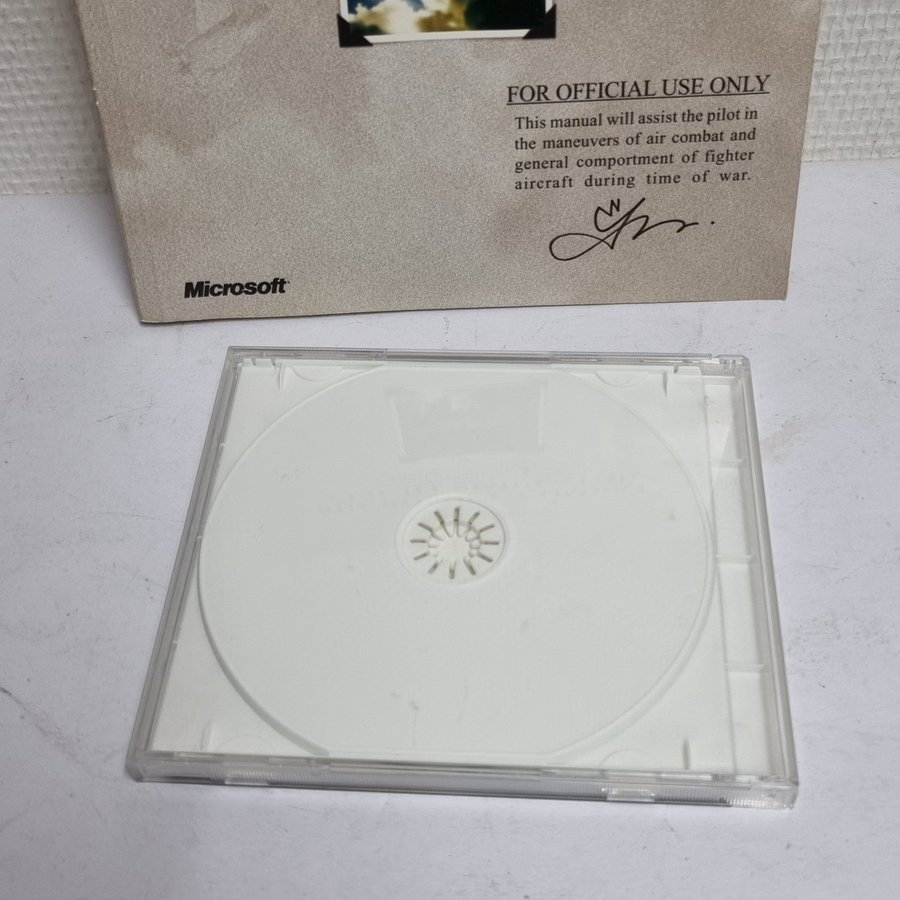 FOR OFFICIAL USE ONLY
This manual will assist the pilot in
the maneuvers of air combat and
general comportment of fighter
aircraft during time of war.
Microsoft